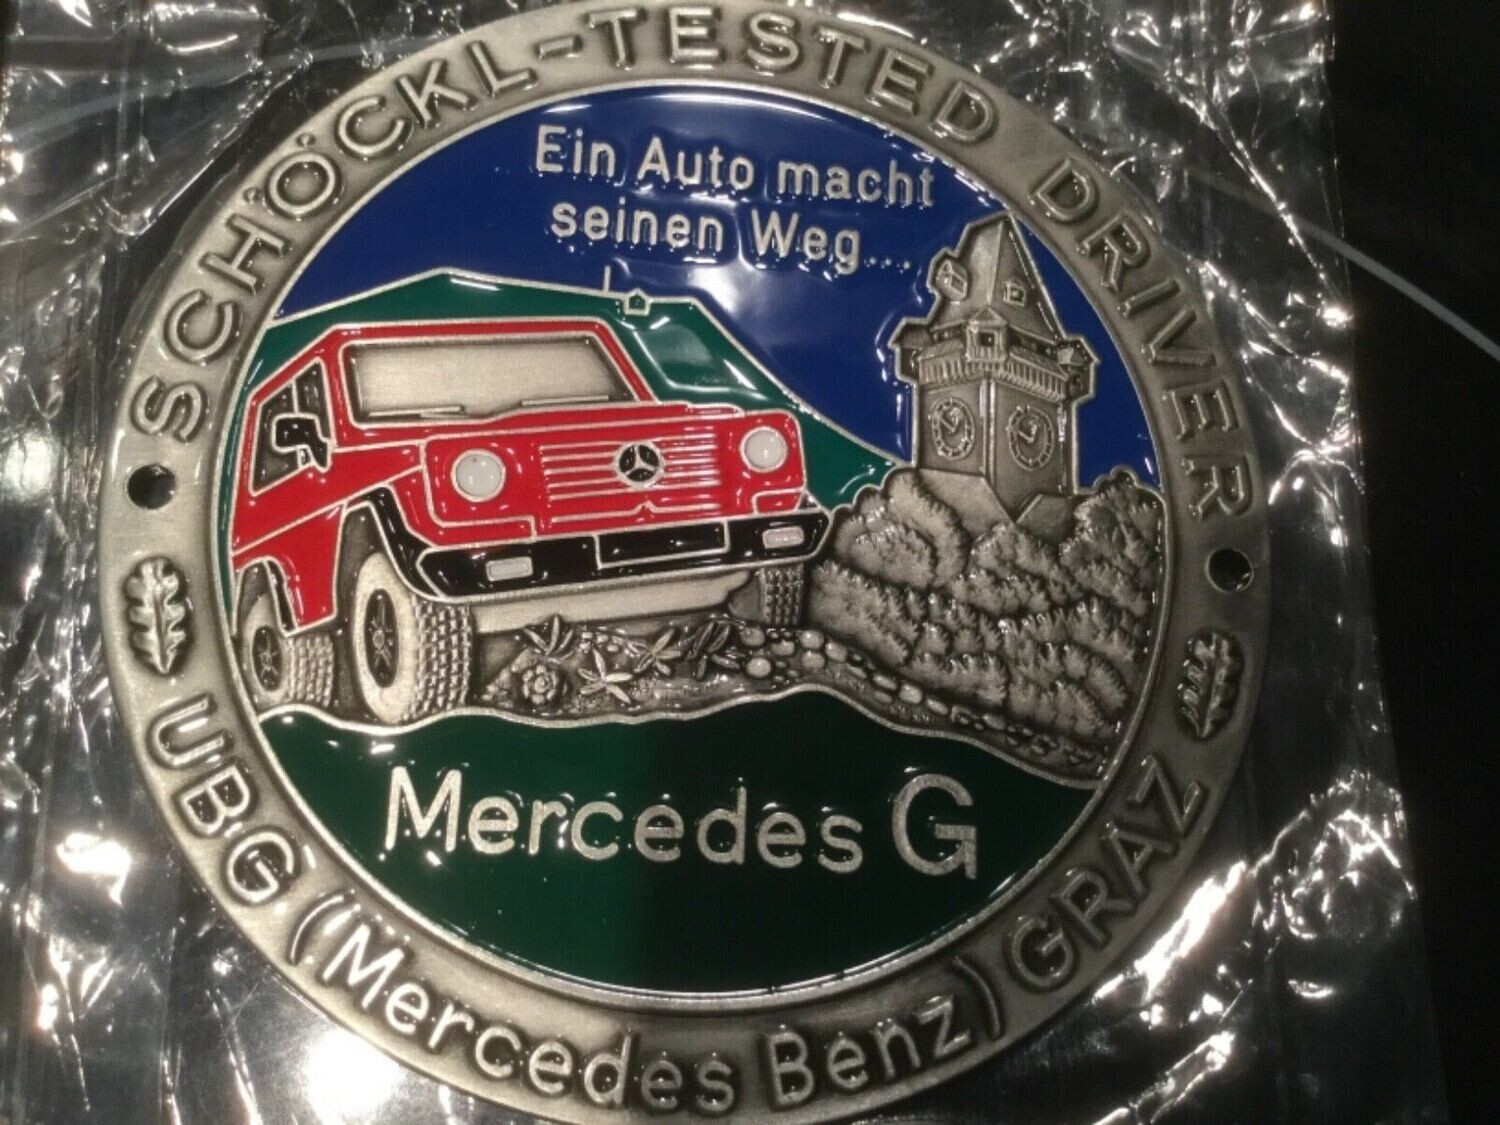 SCHÖCKL-TESTED DRIVER
Ein Auto macht
seinen Weg...
Mercedes G
UBG (Mercedes Benz) GRAZ